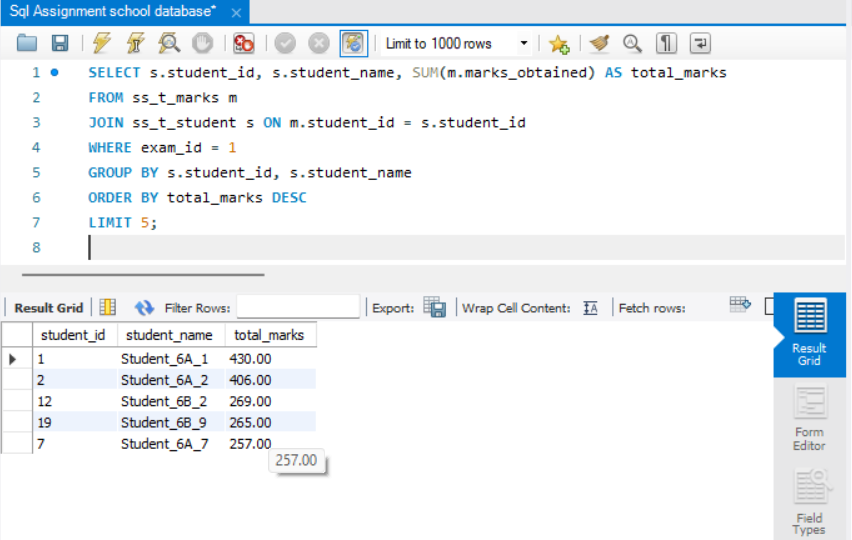 Sql Assignment school database* ×
Limit to 1000 rows
1 SELECT s.student_id, s.student_name, SUM(m.marks_obtained) AS total_marks
2 FROM ss_t_marks m
3 JOIN ss_t_student s ON m.student_id = s.student_id
4 WHERE exam_id = 1
5 GROUP BY s.student_id, s.student_name
6 ORDER BY total_marks DESC
7 LIMIT 5;
8
Result Grid Filter Rows: Export: Wrap Cell Content: Fetch rows:
student_id student_name total_marks
1 Student_6A_1 430.00
2 Student_6A_2 406.00
12 Student_6B_2 269.00
19 Student_6B_9 265.00
7 Student_6A_7 257.00
257.00
Result
Grid
Form
Editor
Field
Types